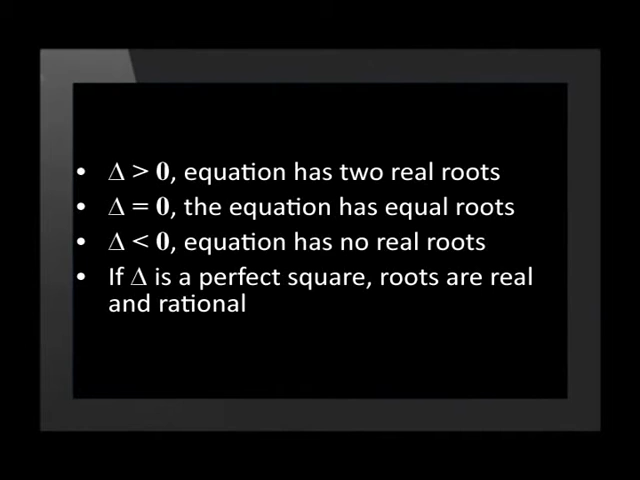 • Δ > 0, equation has two real roots
• Δ = 0, the equation has equal roots
• Δ < 0, equation has no real roots
• If Δ is a perfect square, roots are real
and rational